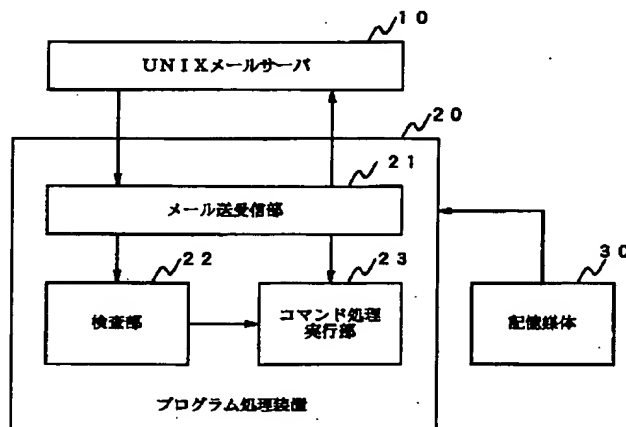 10
UNIXメールサーバ
20
21
メール送受信部
22
23
30
検査部
コマンド処理
実行部
記憶媒体
プログラム処理装置